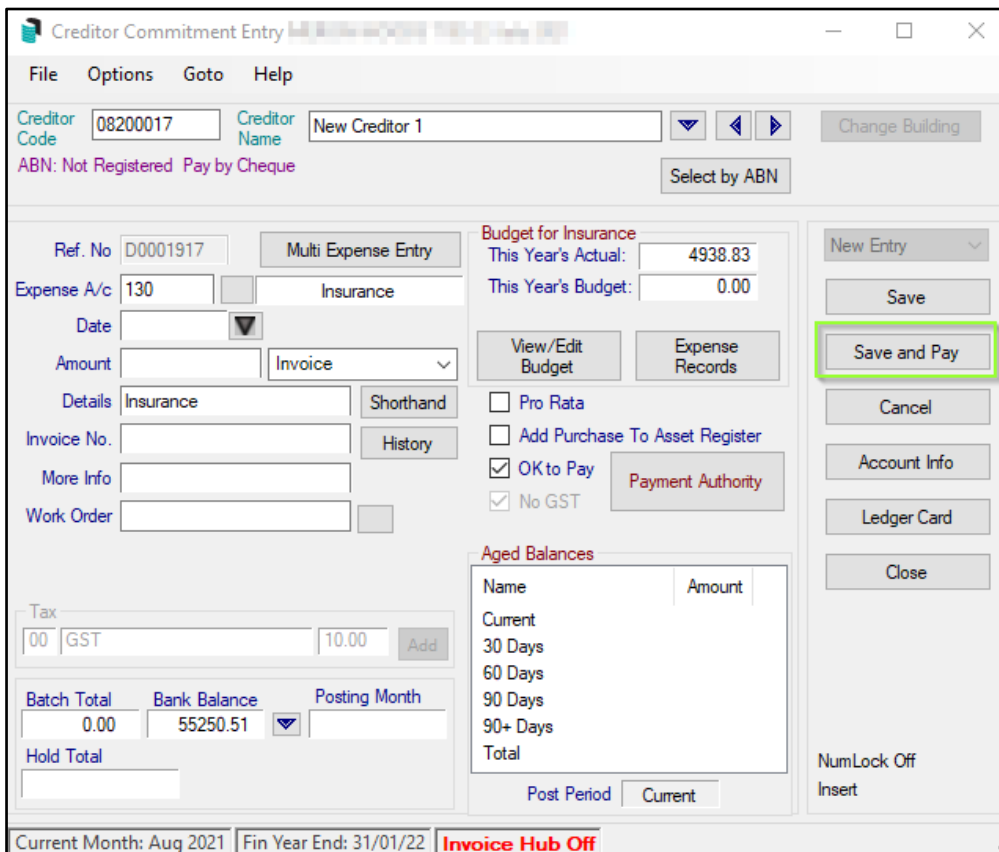 Creditor Commitment Entry
File Options Goto Help
Creditor Code 08200017 Creditor Name New Creditor 1 Change Building
ABN: Not Registered Pay by Cheque
Select by ABN
Ref. No D0001917 Multi Expense Entry
Expense A/c 130 Insurance
Date
Amount Invoice
Details Insurance Shorthand
Invoice No. History
More Info
Work Order
Tax
00 GST 10.00 Add
Batch Total Bank Balance Posting Month
0.00 55250.51
Hold Total
Budget for Insurance
This Year's Actual: 4938.83
This Year's Budget: 0.00
View/Edit Budget Expense Records
Pro Rata
Add Purchase To Asset Register
OK to Pay Payment Authority
No GST
Aged Balances
Name Amount
Current
30 Days
60 Days
90 Days
90+ Days
Total
Post Period Current
New Entry
Save
Save and Pay
Cancel
Account Info
Ledger Card
Close
NumLock Off
Insert
Current Month: Aug 2021 Fin Year End: 31/01/22 Invoice Hub Off